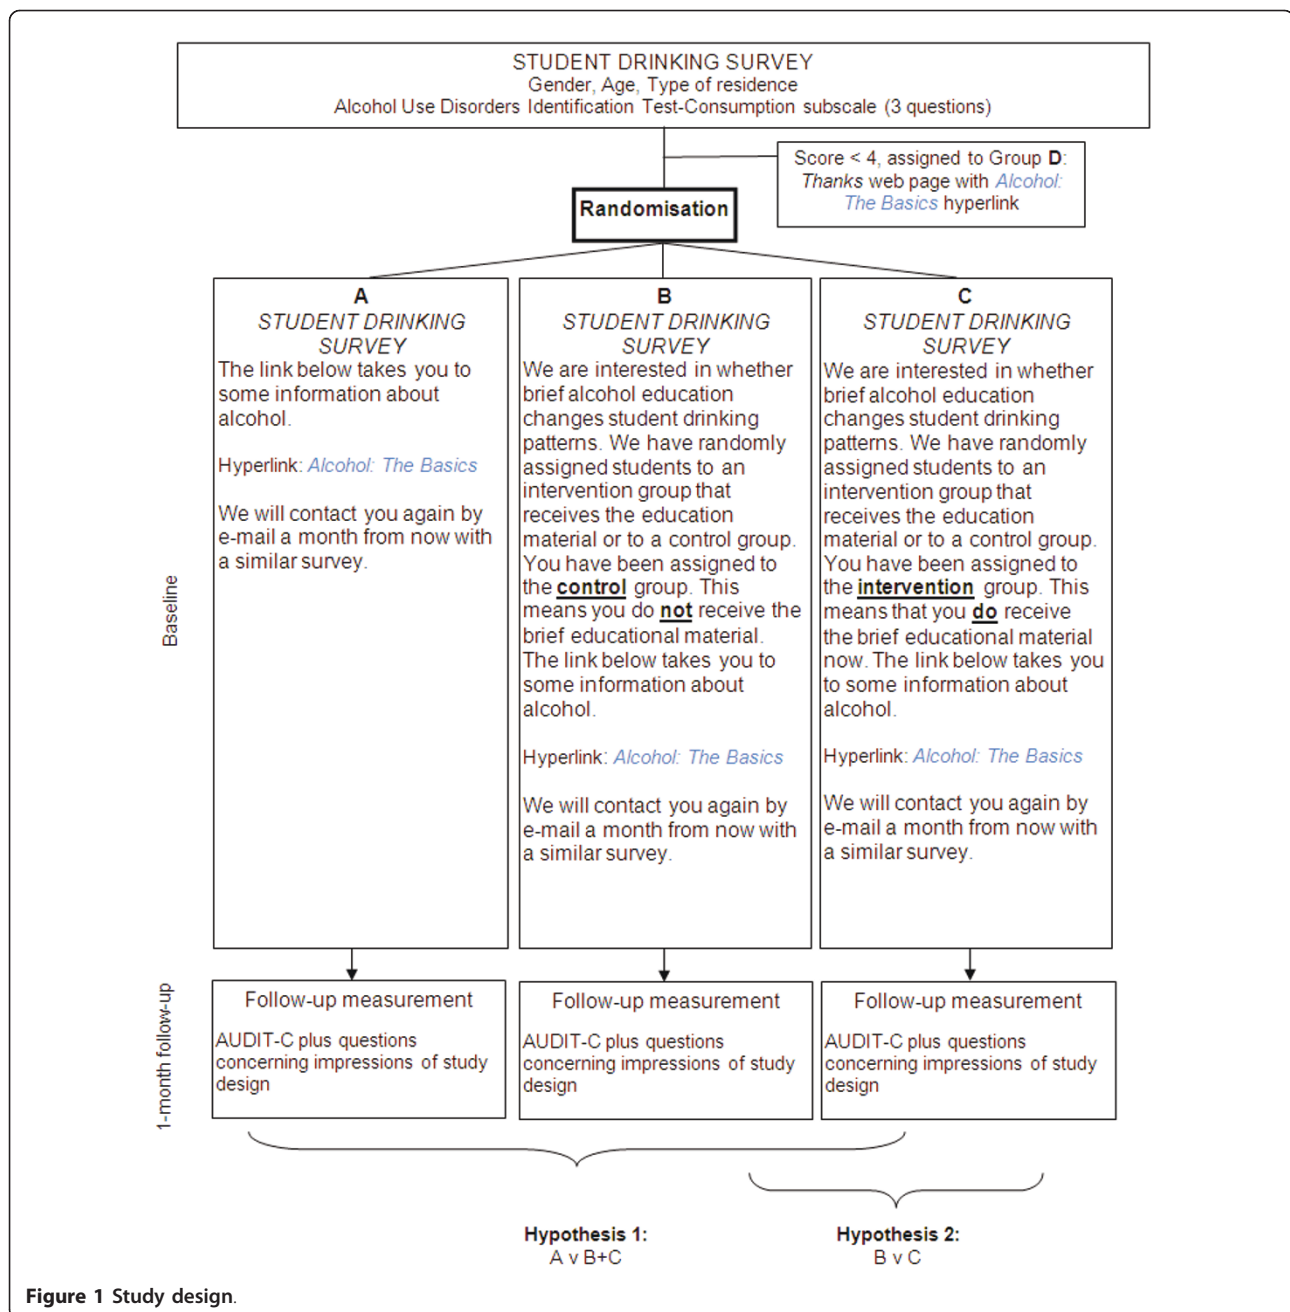 STUDENT DRINKING SURVEY
Gender, Age, Type of residence
Alcohol Use Disorders Identification Test-Consumption subscale (3 questions)
Score < 4, assigned to Group D:
Thanks web page with Alcohol:
The Basics hyperlink
Randomisation
A
STUDENT DRINKING
SURVEY
The link below takes you to
some information about
alcohol.
Hyperlink: Alcohol: The Basics
We will contact you again by
e-mail a month from now with
a similar survey.
B
STUDENT DRINKING
SURVEY
We are interested in whether
brief alcohol education
changes student drinking
patterns. We have randomly
assigned students to an
intervention group that
receives the education
material or to a control group.
You have been assigned to
the control group. This
means you do not receive the
brief educational material.
The link below takes you to
some information about
alcohol.
Hyperlink: Alcohol: The Basics
We will contact you again by
e-mail a month from now with
a similar survey.
C
STUDENT DRINKING
SURVEY
We are interested in whether
brief alcohol education
changes student drinking
patterns. We have randomly
assigned students to an
intervention group that
receives the education
material or to a control group.
You have been assigned to
the intervention group. This
means that you do receive
the brief educational material
now. The link below takes you
to some information about
alcohol.
Hyperlink: Alcohol: The Basics
We will contact you again by
e-mail a month from now with
a similar survey.
Baseline
Follow-up measurement
AUDIT-C plus questions
concerning impressions of study
design
Follow-up measurement
AUDIT-C plus questions
concerning impressions of study
design
Follow-up measurement
AUDIT-C plus questions
concerning impressions of study
design
1-month follow-up
Hypothesis 1:
A v B+C
Hypothesis 2:
B v C
Figure 1 Study design.